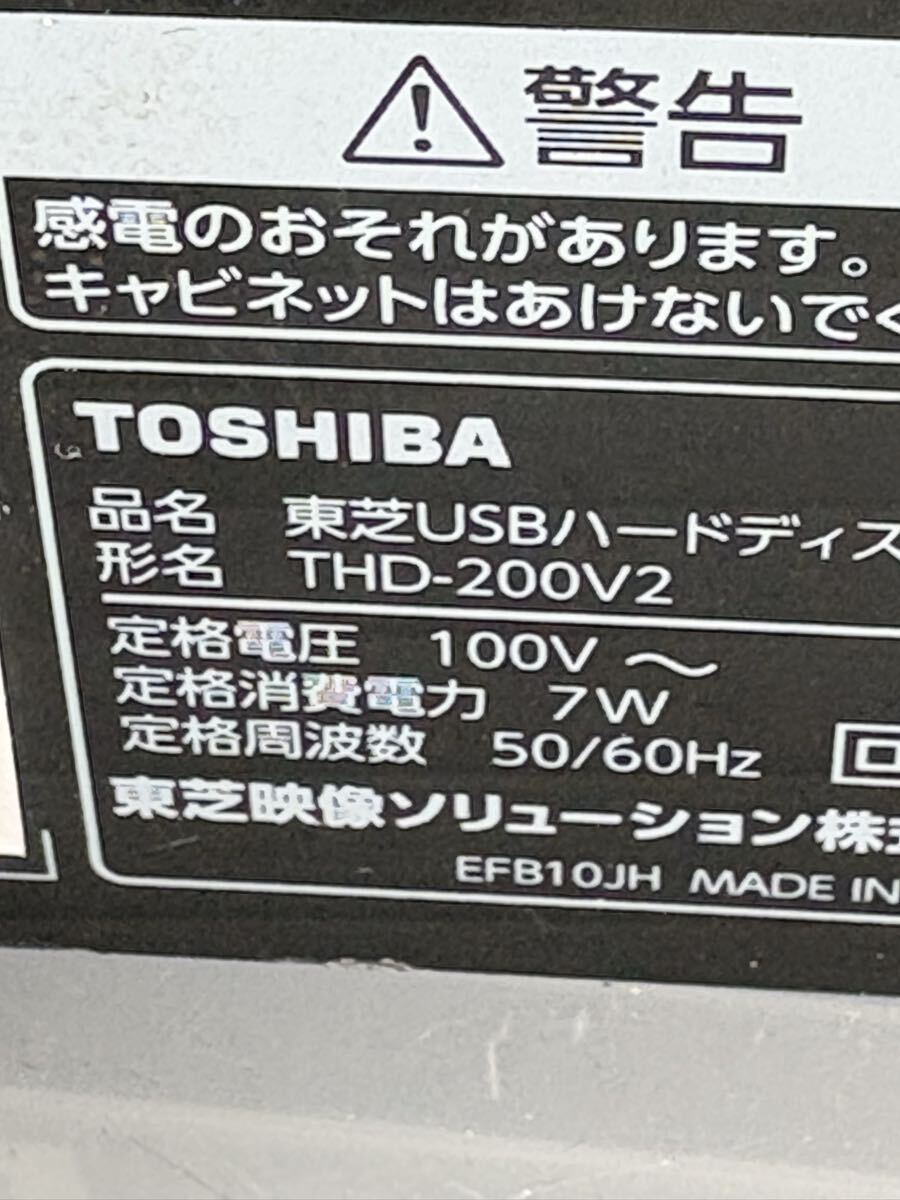 警告
感電のおそれがあります。
キャビネットはあけないでく
TOSHIBA
品名 東芝USBハードディス
形名 THD-200V2
定格電圧 100V ～
定格消費電力 7W
定格周波数 50/60Hz
東芝映像ソリューション株式
EFB10JH MADE IN